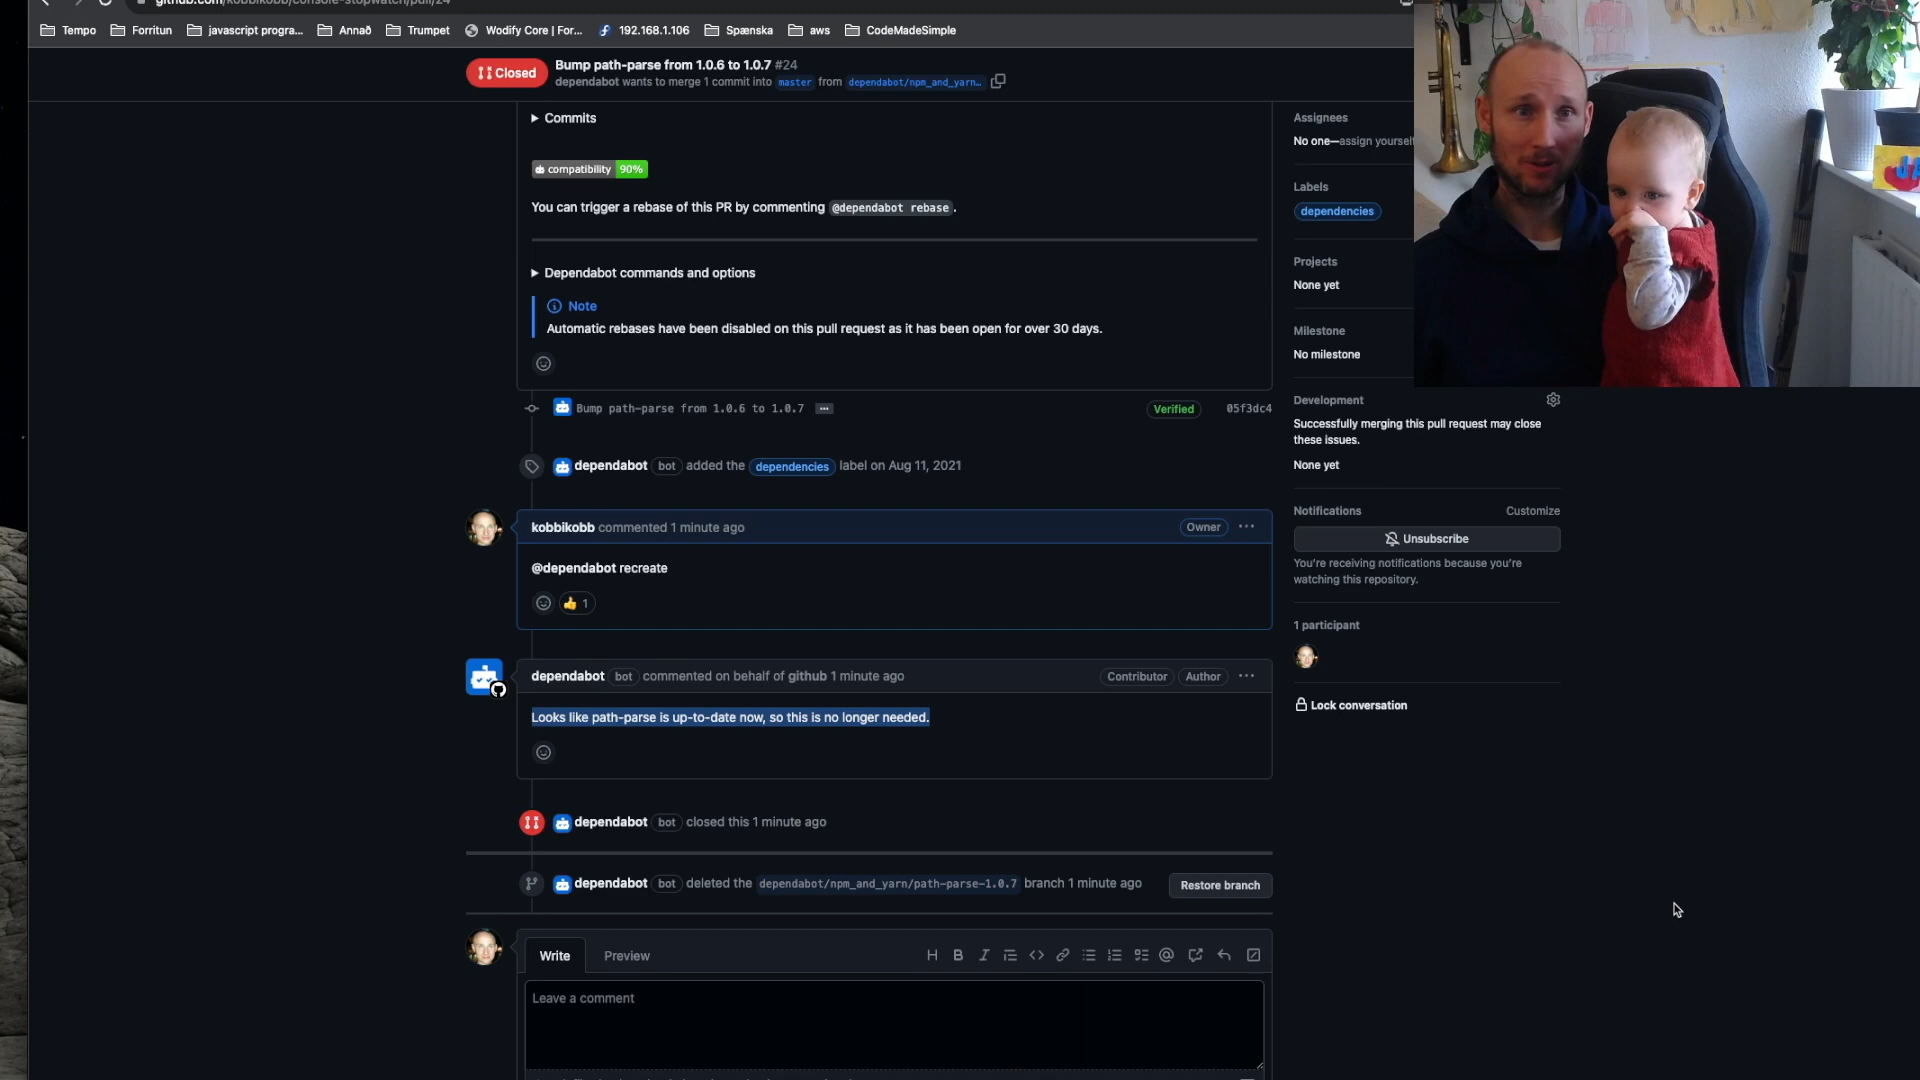 github.com/kobbikobb/console-stopwatch/pull/24
Tempo Forritun javascript progra... Annað Trumpet Wodify Core | For... 192.168.1.106 Spænska aws CodeMadeSimple
Closed
Bump path-parse from 1.0.6 to 1.0.7 #24
dependabot wants to merge 1 commit into master from dependabot/npm_and_yarn...
Commits
compatibility 90%
You can trigger a rebase of this PR by commenting @dependabot rebase.
Dependabot commands and options
Note
Automatic rebases have been disabled on this pull request as it has been open for over 30 days.
Bump path-parse from 1.0.6 to 1.0.7 ... Verified 05f3dc4
dependabot bot added the dependencies label on Aug 11, 2021
kobbikobb commented 1 minute ago Owner
@dependabot recreate
👍 1
dependabot bot commented on behalf of github 1 minute ago Contributor Author
Looks like path-parse is up-to-date now, so this is no longer needed.
dependabot bot closed this 1 minute ago
dependabot bot deleted the dependabot/npm_and_yarn/path-parse-1.0.7 branch 1 minute ago Restore branch
Write Preview
Leave a comment
Assignees
No one—assign yourself
Labels
dependencies
Projects
None yet
Milestone
No milestone
Development
Successfully merging this pull request may close
these issues.
None yet
Notifications Customize
Unsubscribe
You're receiving notifications because you're
watching this repository.
1 participant
Lock conversation